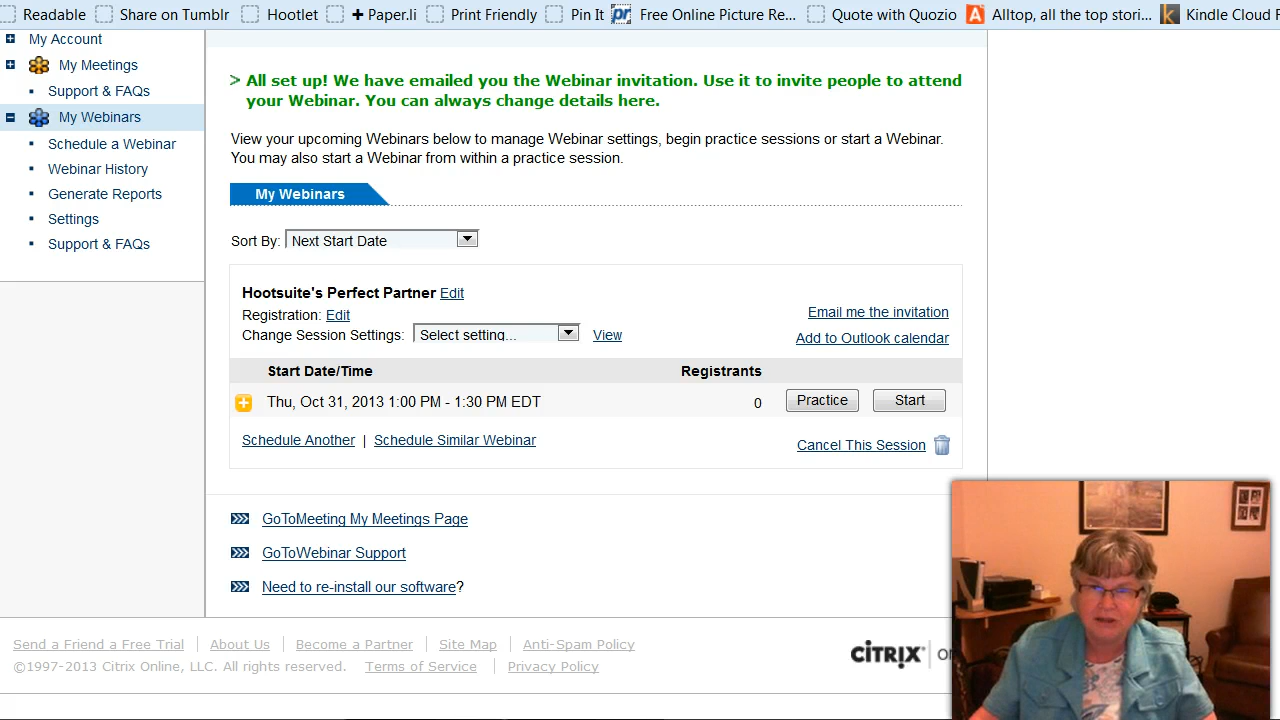 Readable Share on Tumblr Hootlet + Paper.li Print Friendly Pin It pr Free Online Picture Re... Quote with Quozio A Alltop, all the top stori... k Kindle Cloud
My Account
My Meetings
Support & FAQs
My Webinars
Schedule a Webinar
Webinar History
Generate Reports
Settings
Support & FAQs
> All set up! We have emailed you the Webinar invitation. Use it to invite people to attend
your Webinar. You can always change details here.
View your upcoming Webinars below to manage Webinar settings, begin practice sessions or start a Webinar.
You may also start a Webinar from within a practice session.
My Webinars
Sort By: Next Start Date
Hootsuite's Perfect Partner Edit
Registration: Edit
Change Session Settings: Select setting... View
Email me the invitation
Add to Outlook calendar
Start Date/Time Registrants
Thu, Oct 31, 2013 1:00 PM - 1:30 PM EDT 0 Practice Start
Schedule Another | Schedule Similar Webinar
Cancel This Session
GoToMeeting My Meetings Page
GoToWebinar Support
Need to re-install our software?
Send a Friend a Free Trial | About Us | Become a Partner | Site Map | Anti-Spam Policy
©1997-2013 Citrix Online, LLC. All rights reserved. Terms of Service | Privacy Policy
CITRIX